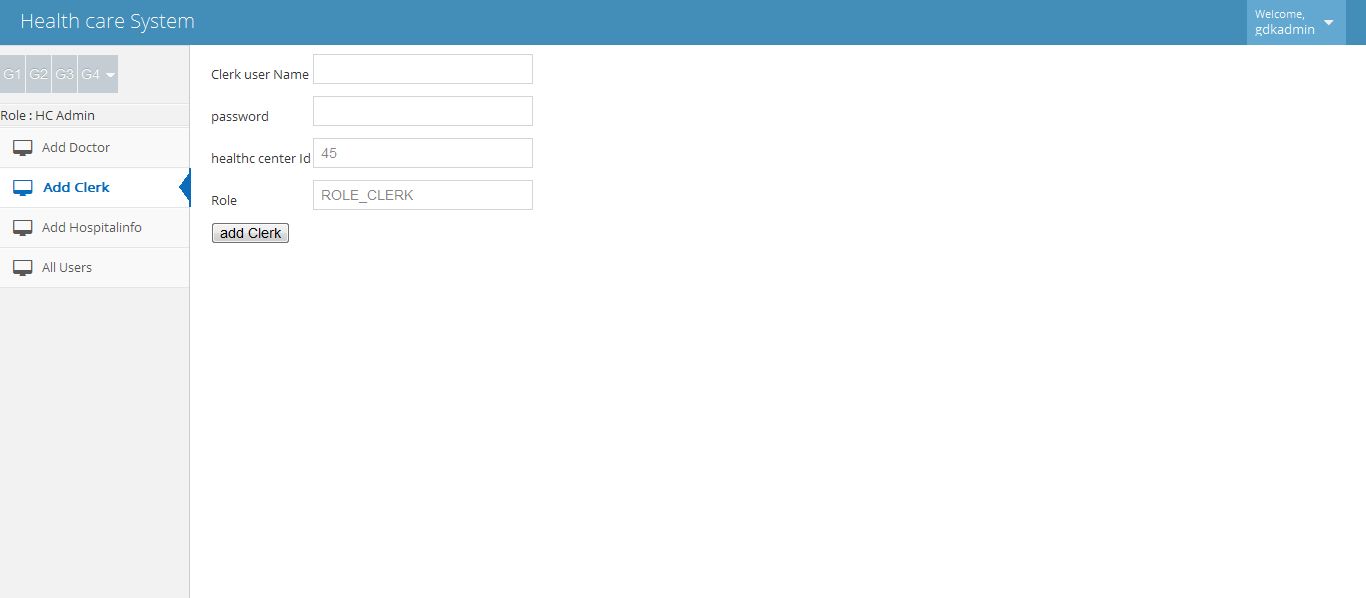 Health care System
Welcome,
gdkadmin
G1 G2 G3 G4
Role : HC Admin
Add Doctor
Add Clerk
Add Hospitalinfo
All Users
Clerk user Name
password
healthc center Id 45
Role ROLE_CLERK
add Clerk